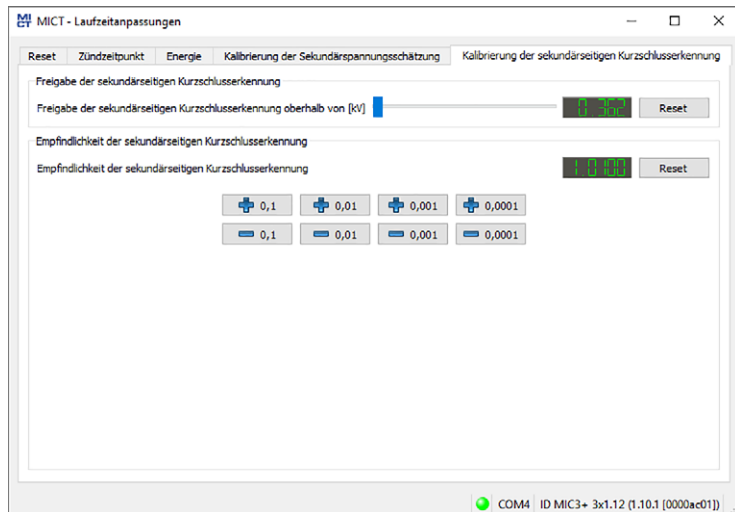 MICT - Laufzeitanpassungen
Reset Zündzeitpunkt Energie Kalibrierung der Sekundärspannungsschätzung Kalibrierung der sekundärseitigen Kurzschlusserkennung
Freigabe der sekundärseitigen Kurzschlusserkennung
Freigabe der sekundärseitigen Kurzschlusserkennung oberhalb von [kV] 0.362 Reset
Empfindlichkeit der sekundärseitigen Kurzschlusserkennung
Empfindlichkeit der sekundärseitigen Kurzschlusserkennung 1.0100 Reset
+ 0,1 + 0,01 + 0,001 + 0,0001
- 0,1 - 0,01 - 0,001 - 0,0001
COM4 ID MIC3+ 3x1.12 (1.10.1 [0000ac01])